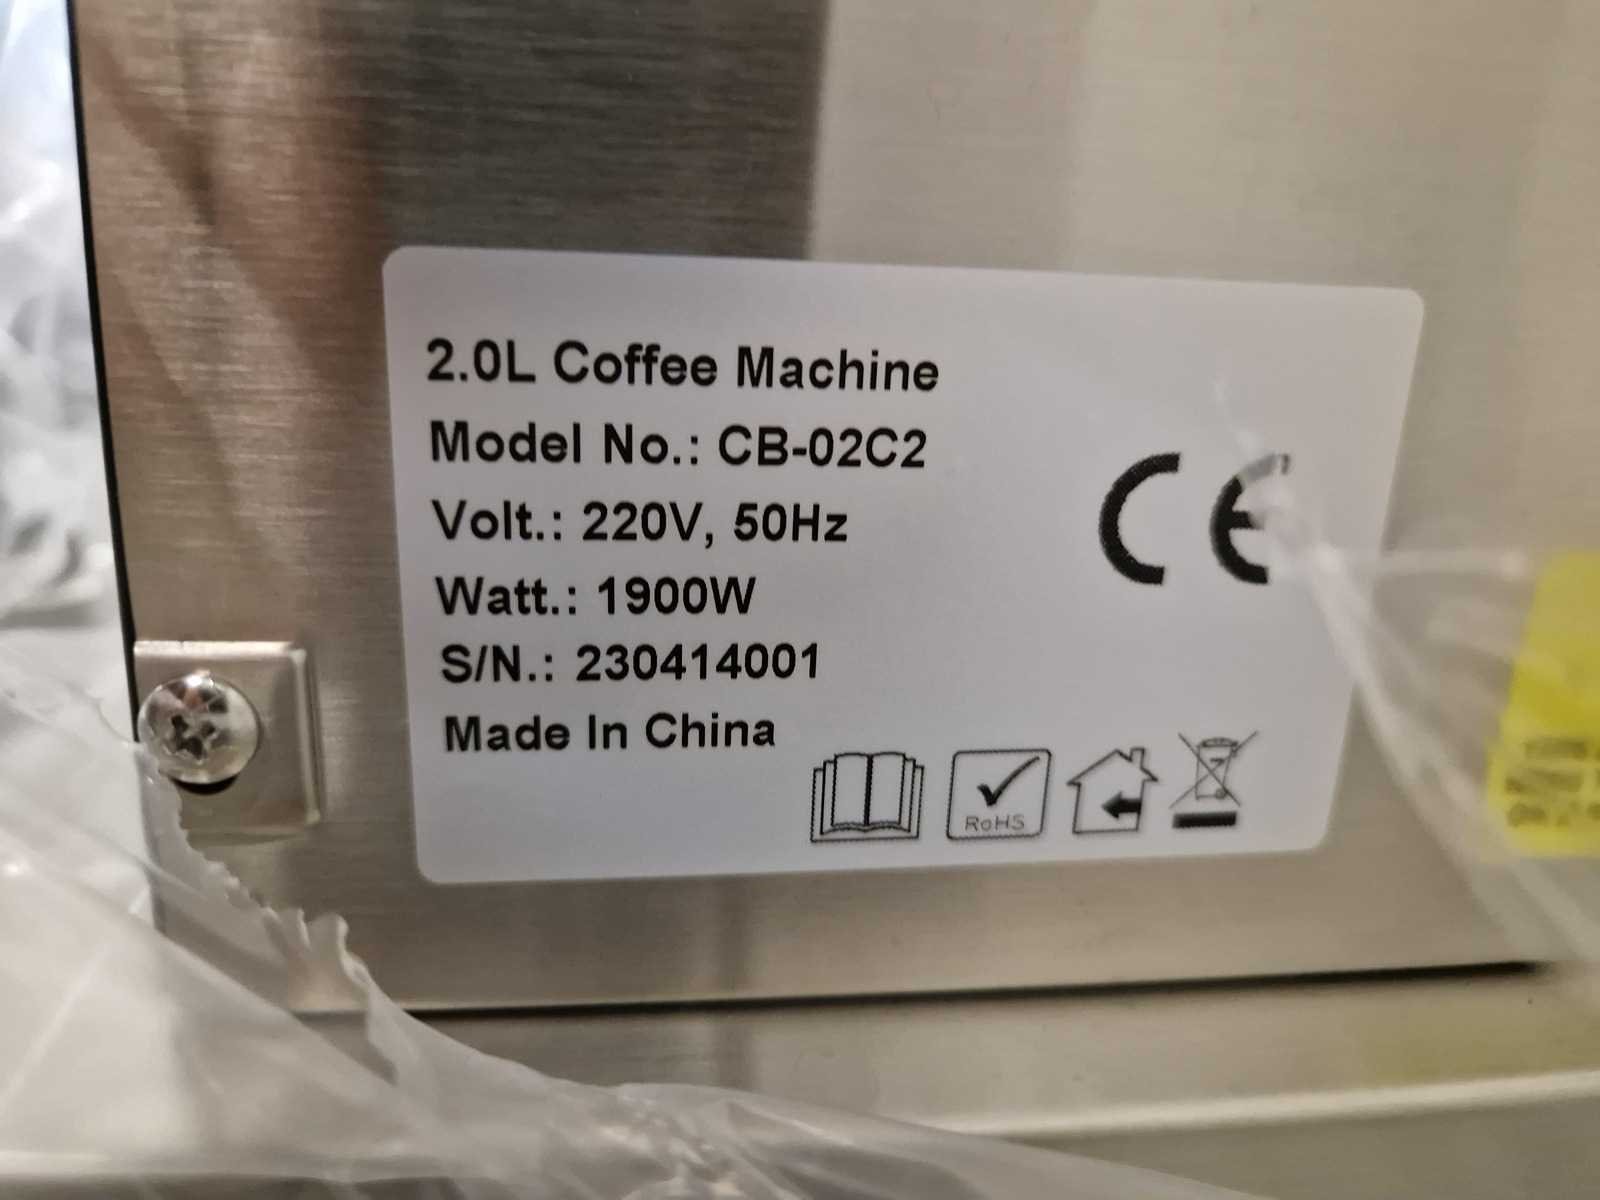 2.0L Coffee Machine
Model No.: CB-02C2
Volt.: 220V, 50Hz
Watt.: 1900W
S/N.: 230414001
Made In China
CE
RoHS